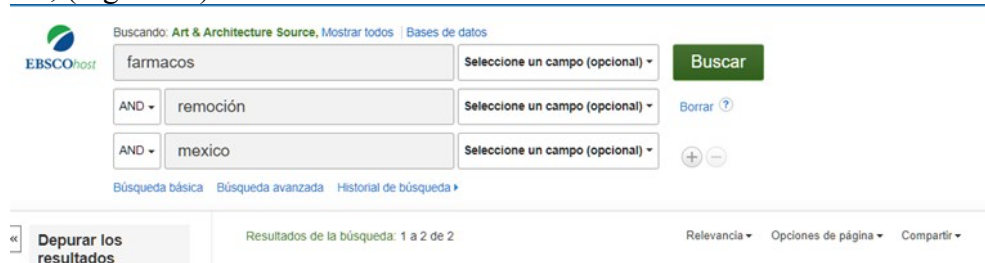 Buscando: Art & Architecture Source, Mostrar todos | Bases de datos
EBSCOhost
farmacos
Seleccione un campo (opcional)
Buscar
AND
remoción
Seleccione un campo (opcional)
Borrar ?
AND
mexico
Seleccione un campo (opcional)
+ −
Búsqueda básica Búsqueda avanzada Historial de búsqueda
«
Depurar los
resultados
Resultados de la búsqueda: 1 a 2 de 2
Relevancia Opciones de página Compartir